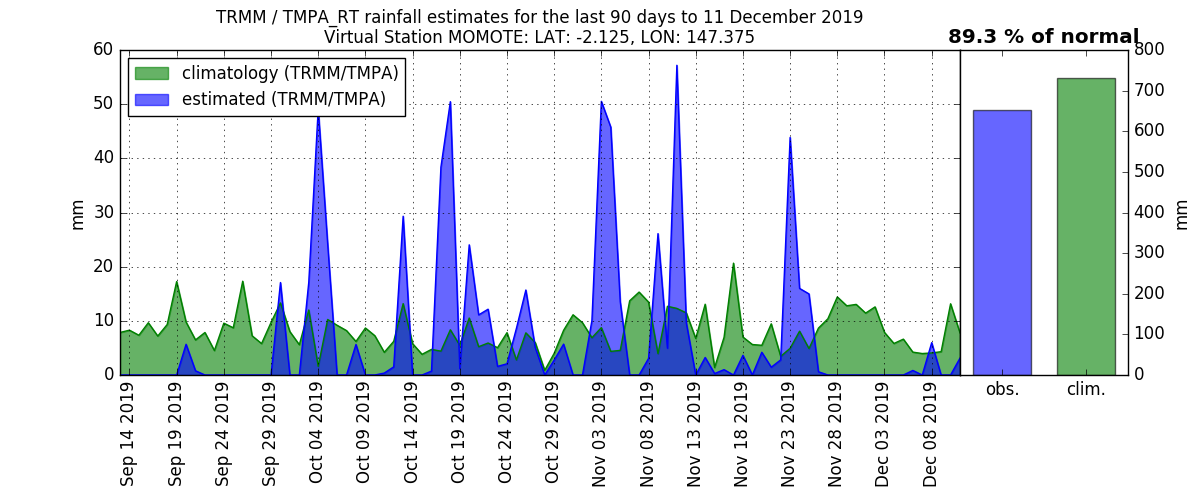 TRMM / TMPA_RT rainfall estimates for the last 90 days to 11 December 2019
Virtual Station MOMOTE: LAT: -2.125, LON: 147.375
89.3 % of normal
climatology (TRMM/TMPA)
estimated (TRMM/TMPA)
60
50
40
30
20
10
0
mm
Sep 14 2019
Sep 19 2019
Sep 24 2019
Sep 29 2019
Oct 04 2019
Oct 09 2019
Oct 14 2019
Oct 19 2019
Oct 24 2019
Oct 29 2019
Nov 03 2019
Nov 08 2019
Nov 13 2019
Nov 18 2019
Nov 23 2019
Nov 28 2019
Dec 03 2019
Dec 08 2019
obs.
clim.
800
700
600
500
400
300
200
100
0
mm